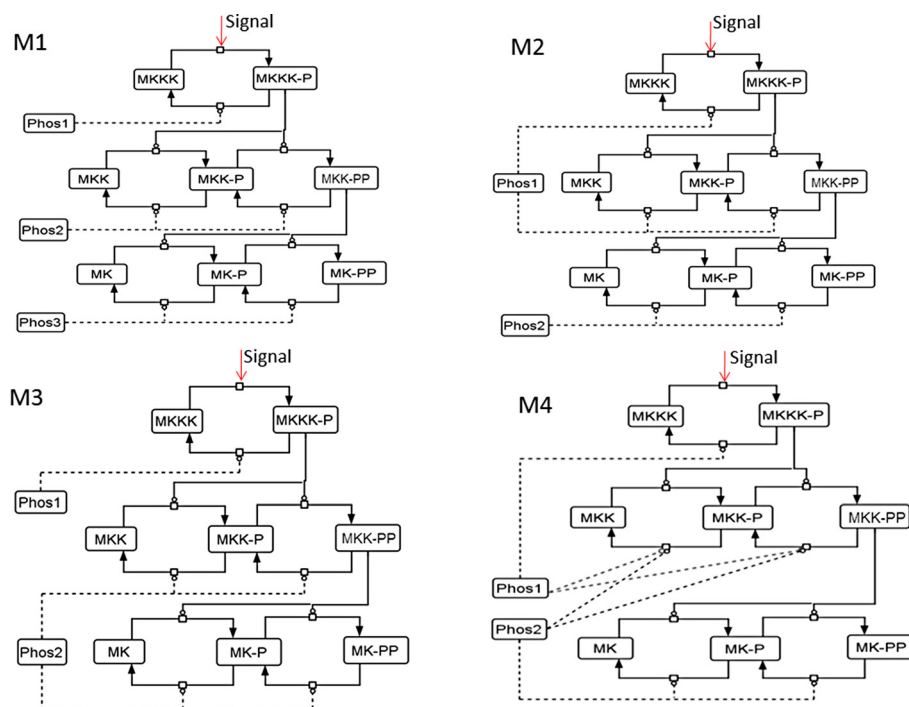 M1
Signal
MKKK
MKKK-P
Phos1
MKK
MKK-P
MKK-PP
Phos2
MK
MK-P
MK-PP
Phos3
M2
Signal
MKKK
MKKK-P
Phos1
MKK
MKK-P
MKK-PP
MK
MK-P
MK-PP
Phos2
M3
Signal
MKKK
MKKK-P
Phos1
MKK
MKK-P
MKK-PP
Phos2
MK
MK-P
MK-PP
M4
Signal
MKKK
MKKK-P
MKK
MKK-P
MKK-PP
Phos1
Phos2
MK
MK-P
MK-PP